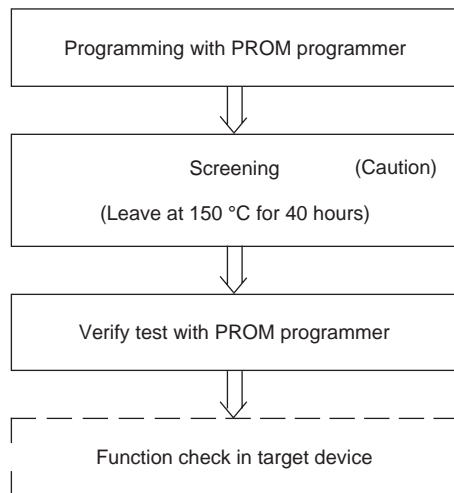 Programming with PROM programmer
Screening (Caution)
(Leave at 150 °C for 40 hours)
Verify test with PROM programmer
Function check in target device